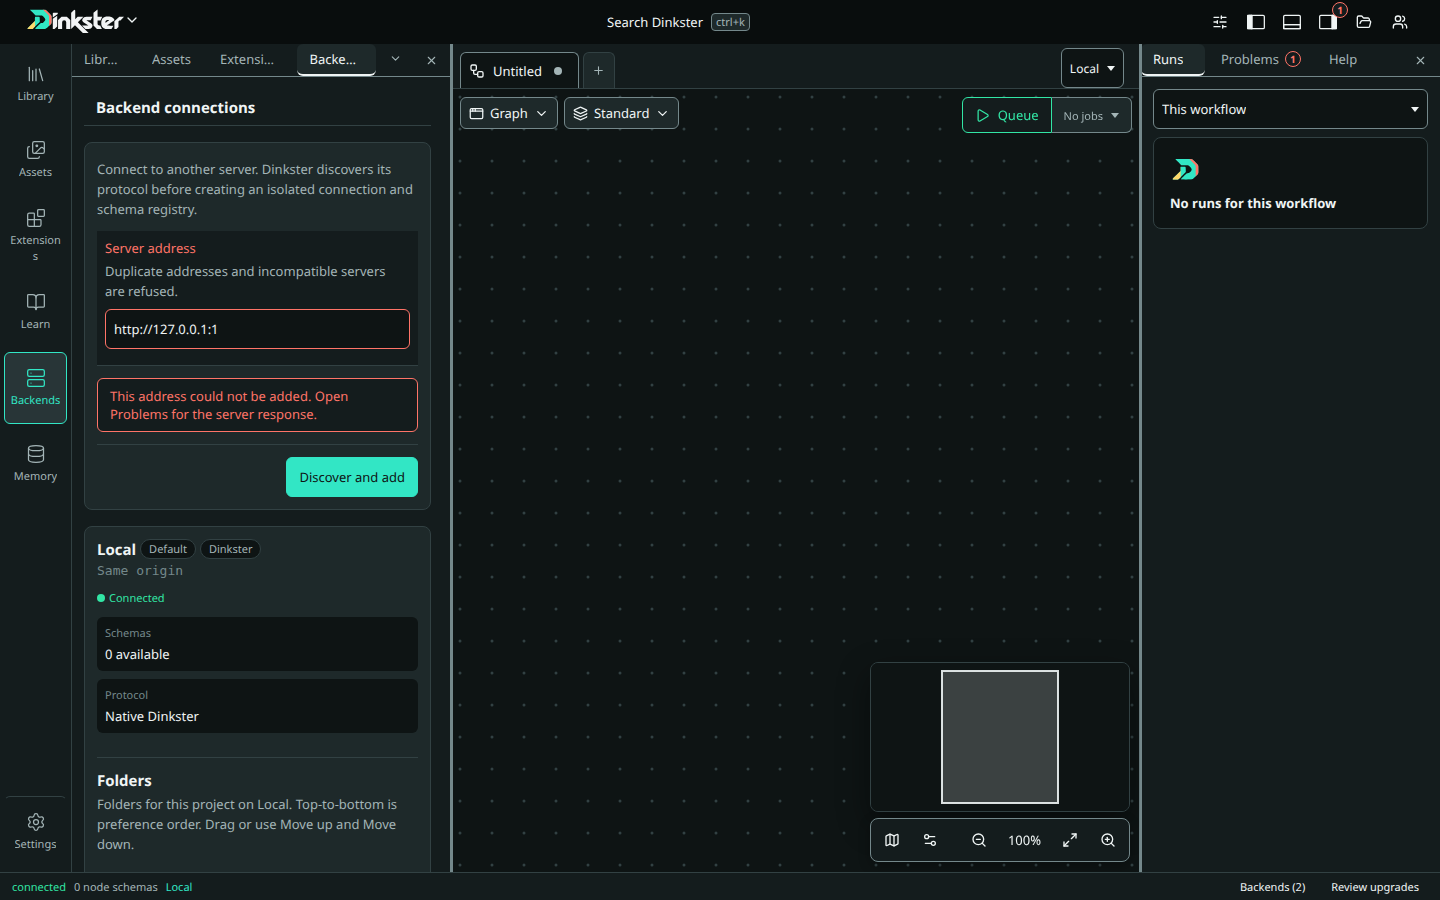 Dinkster
Search Dinkster ctrl+k
1
Libr... Assets Extensi... Backe...
Library
Assets
Extension
s
Learn
Backends
Memory
Settings
Backend connections
Connect to another server. Dinkster discovers its
protocol before creating an isolated connection and
schema registry.
Server address
Duplicate addresses and incompatible servers
are refused.
http://127.0.0.1:1
This address could not be added. Open
Problems for the server response.
Discover and add
Local Default Dinkster
Same origin
Connected
Schemas
0 available
Protocol
Native Dinkster
Folders
Folders for this project on Local. Top-to-bottom is
preference order. Drag or use Move up and Move
down.
Untitled
Local
Graph Standard
Queue No jobs
100%
Runs Problems 1 Help
This workflow
No runs for this workflow
connected 0 node schemas Local
Backends (2) Review upgrades